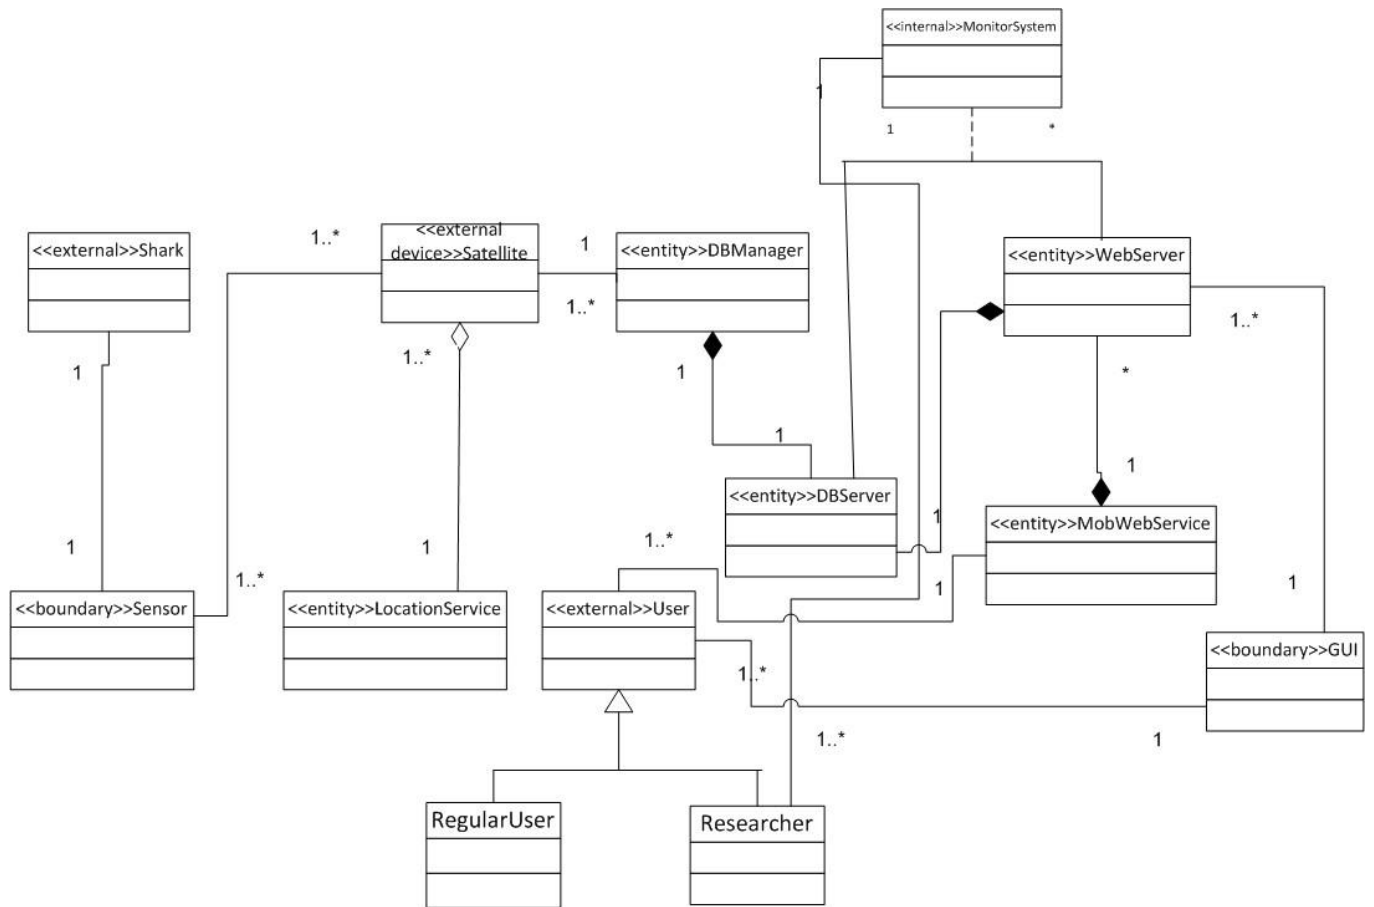 <<internal>>MonitorSystem
1
1
*
<<external>>Shark
1..*
<<external
device>>Satellite
1
<<entity>>DBManager
<<entity>>WebServer
1..*
1..*
1..*
1
1
*
1
1
<<entity>>DBServer
1
<<entity>>MobWebService
1
1..*
1
1..*
1
1
<<boundary>>Sensor
<<entity>>LocationService
<<external>>User
<<boundary>>GUI
1..*
1..*
1
RegularUser
Researcher